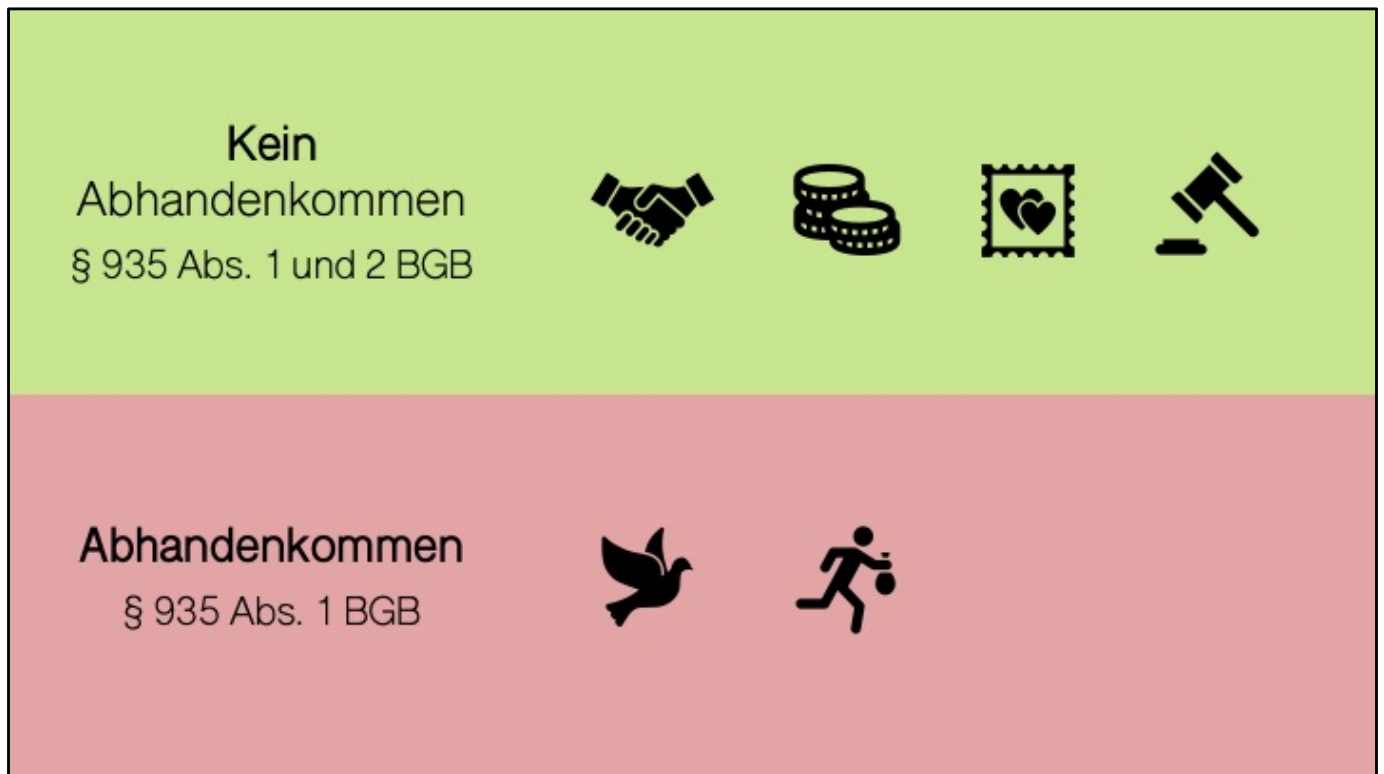 Kein
Abhandenkommen
§ 935 Abs. 1 und 2 BGB
Abhandenkommen
§ 935 Abs. 1 BGB